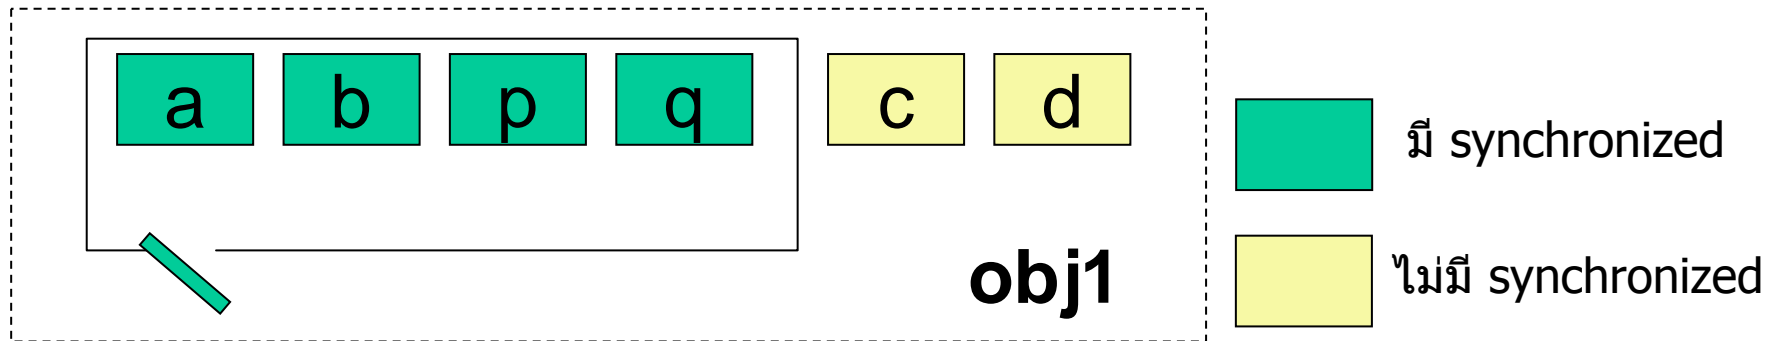 a b p q c d
มี synchronized
ไม่มี synchronized
obj1